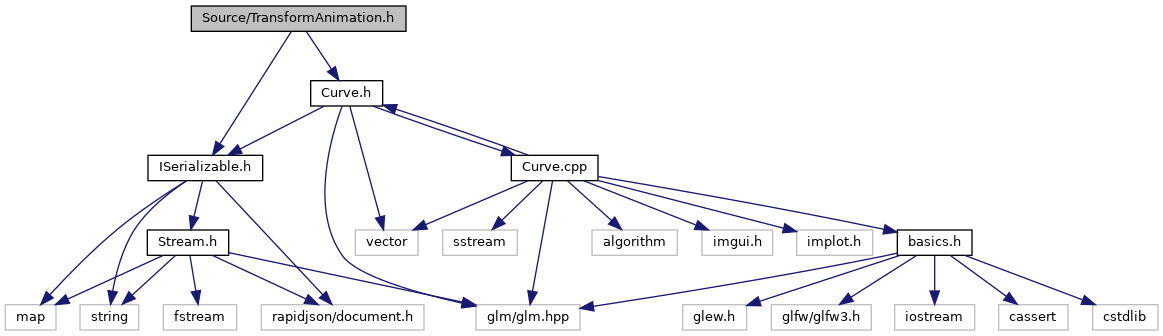 Source/TransformAnimation.h
Curve.h
ISerializable.h
Curve.cpp
Stream.h
vector
sstream
algorithm
imgui.h
implot.h
basics.h
map
string
fstream
rapidjson/document.h
glm/glm.hpp
glew.h
glfw/glfw3.h
iostream
cassert
cstdlib